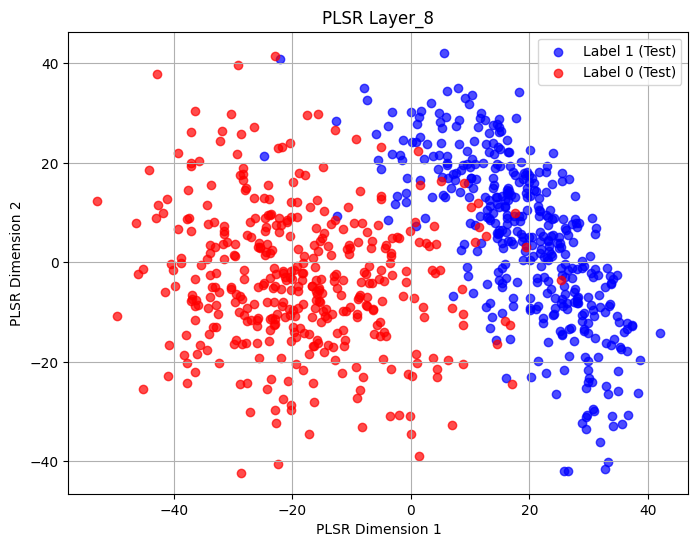 PLSR Layer_8
Label 1 (Test)
Label 0 (Test)
PLSR Dimension 2
40
20
0
−20
−40
−40
−20
0
20
40
PLSR Dimension 1